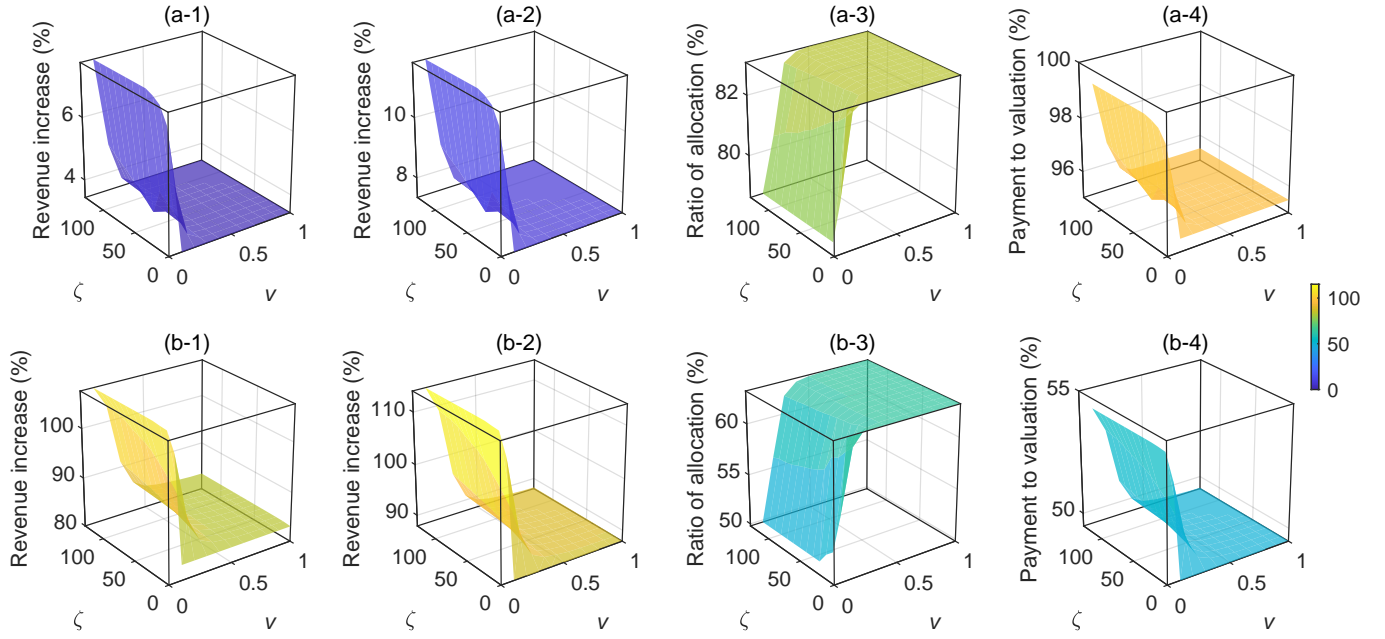 (a-1)
Revenue increase (%)
6
4
100
50
0
ζ
0
0.5
1
v
(a-2)
Revenue increase (%)
10
8
100
50
0
ζ
0
0.5
1
v
(a-3)
Ratio of allocation (%)
82
80
100
50
0
ζ
0
0.5
1
v
(a-4)
Payment to valuation (%)
100
98
96
100
50
0
ζ
0
0.5
1
v
100
50
0
(b-1)
Revenue increase (%)
100
90
80
100
50
0
ζ
0
0.5
1
v
(b-2)
Revenue increase (%)
110
100
90
100
50
0
ζ
0
0.5
1
v
(b-3)
Ratio of allocation (%)
60
55
50
100
50
0
ζ
0
0.5
1
v
(b-4)
Payment to valuation (%)
55
50
100
50
0
ζ
0
0.5
1
v